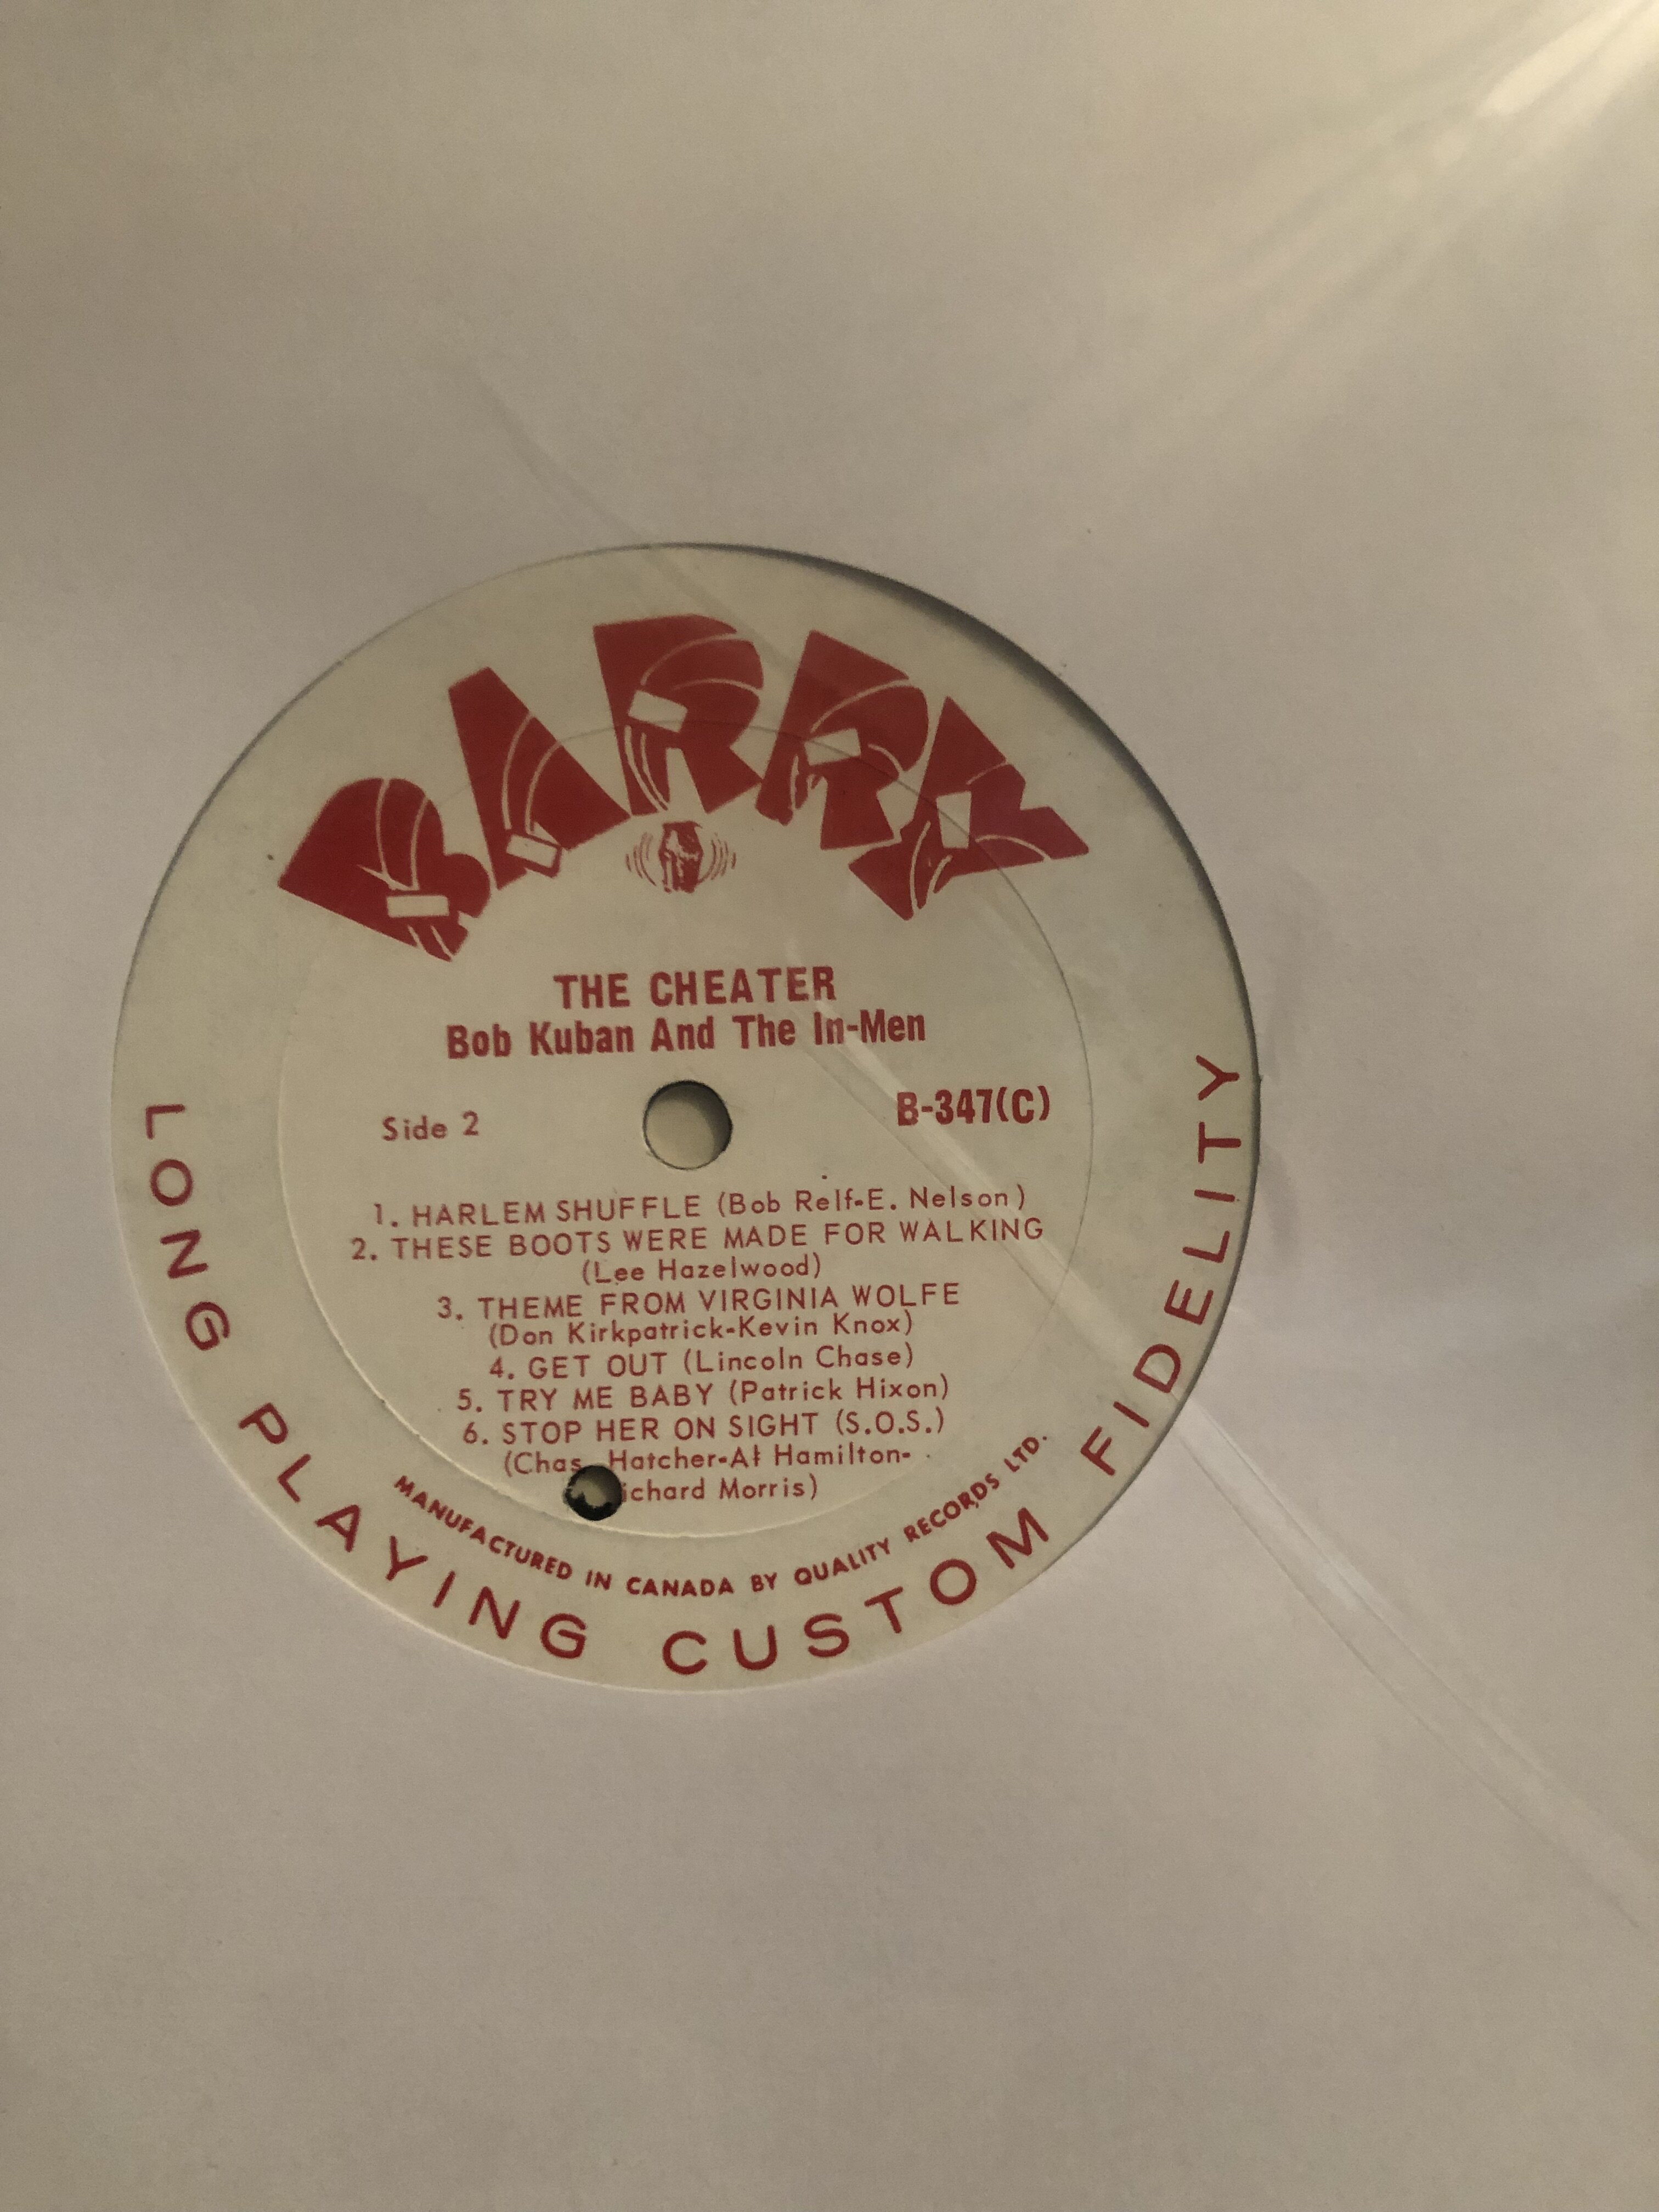 BARRY
THE CHEATER
Bob Kuban And The In-Men
Side 2
B-347(C)
1. HARLEM SHUFFLE (Bob Relf-E. Nelson)
2. THESE BOOTS WERE MADE FOR WALKING
(Lee Hazelwood)
3. THEME FROM VIRGINIA WOLFE
(Don Kirkpatrick-Kevin Knox)
4. GET OUT (Lincoln Chase)
5. TRY ME BABY (Patrick Hixon)
6. STOP HER ON SIGHT (S.O.S.)
(Chas. Hatcher-Al Hamilton-
ichard Morris)
MANUFACTURED IN CANADA BY QUALITY RECORDS LTD.
LONG PLAYING CUSTOM FIDELITY